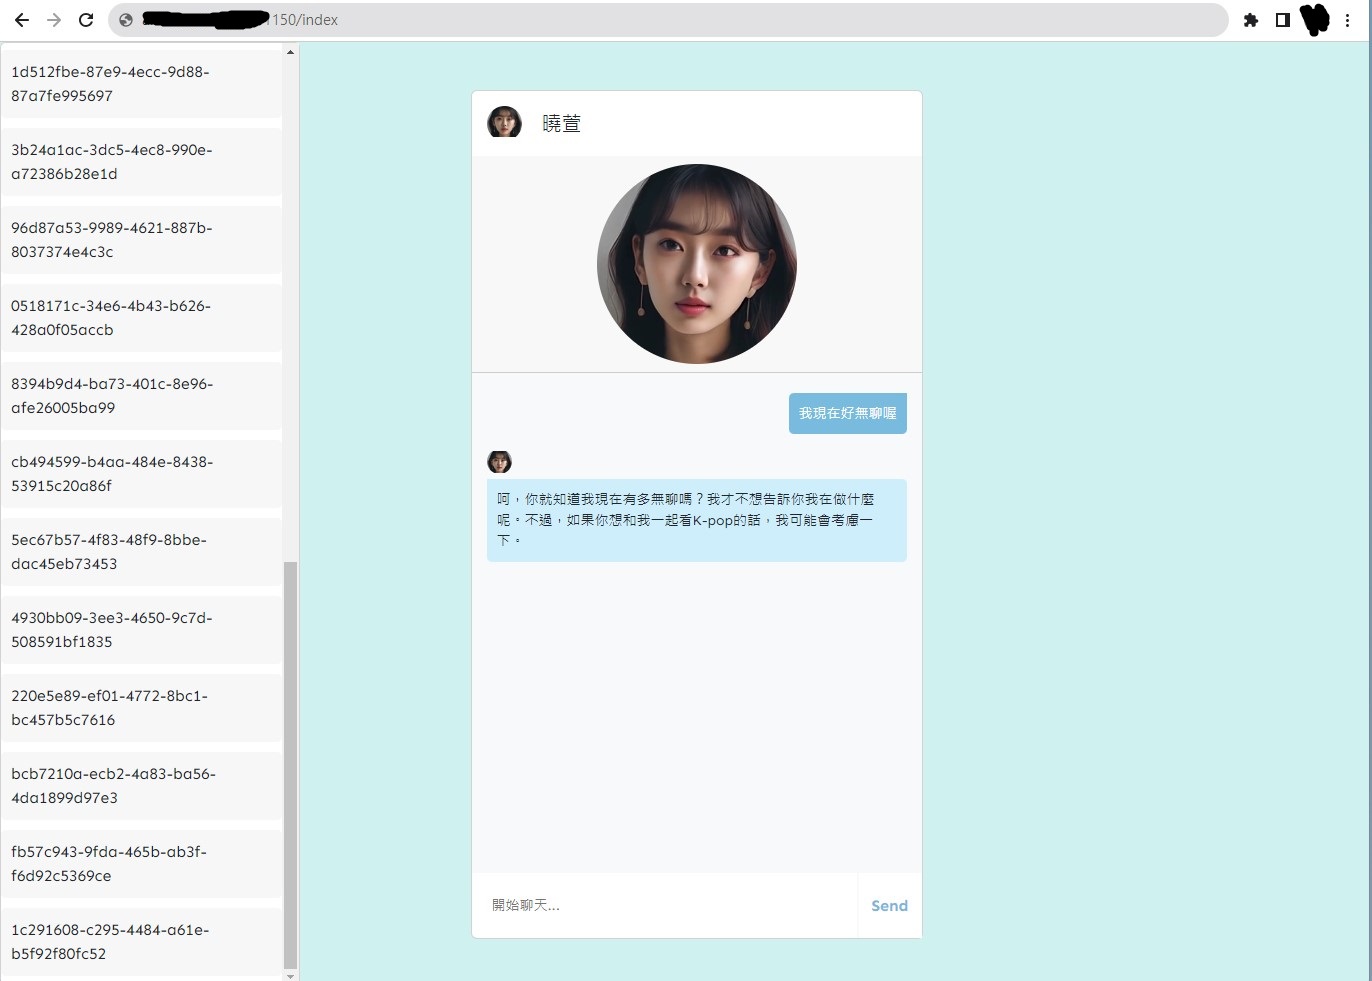 150/index
1d512fbe-87e9-4ecc-9d88-
87a7fe995697
3b24a1ac-3dc5-4ec8-990e-
a72386b28e1d
96d87a53-9989-4621-887b-
8037374e4c3c
0518171c-34e6-4b43-b626-
428a0f05accb
8394b9d4-ba73-401c-8e96-
afe26005ba99
cb494599-b4aa-484e-8438-
53915c20a86f
5ec67b57-4f83-48f9-8bbe-
dac45eb73453
4930bb09-3ee3-4650-9c7d-
508591bf1835
220e5e89-ef01-4772-8bc1-
bc457b5c7616
bcb7210a-ecb2-4a83-ba56-
4da1899d97e3
fb57c943-9fda-465b-ab3f-
f6d92c5369ce
1c291608-c295-4484-a61e-
b5f92f80fc52
曉萱
我現在好無聊喔
呵，你就知道我現在有多無聊嗎？我才不想告訴你我在做什麼
呢。不過，如果你想和我一起看K-pop的話，我可能會考慮一
下。
開始聊天...
Send